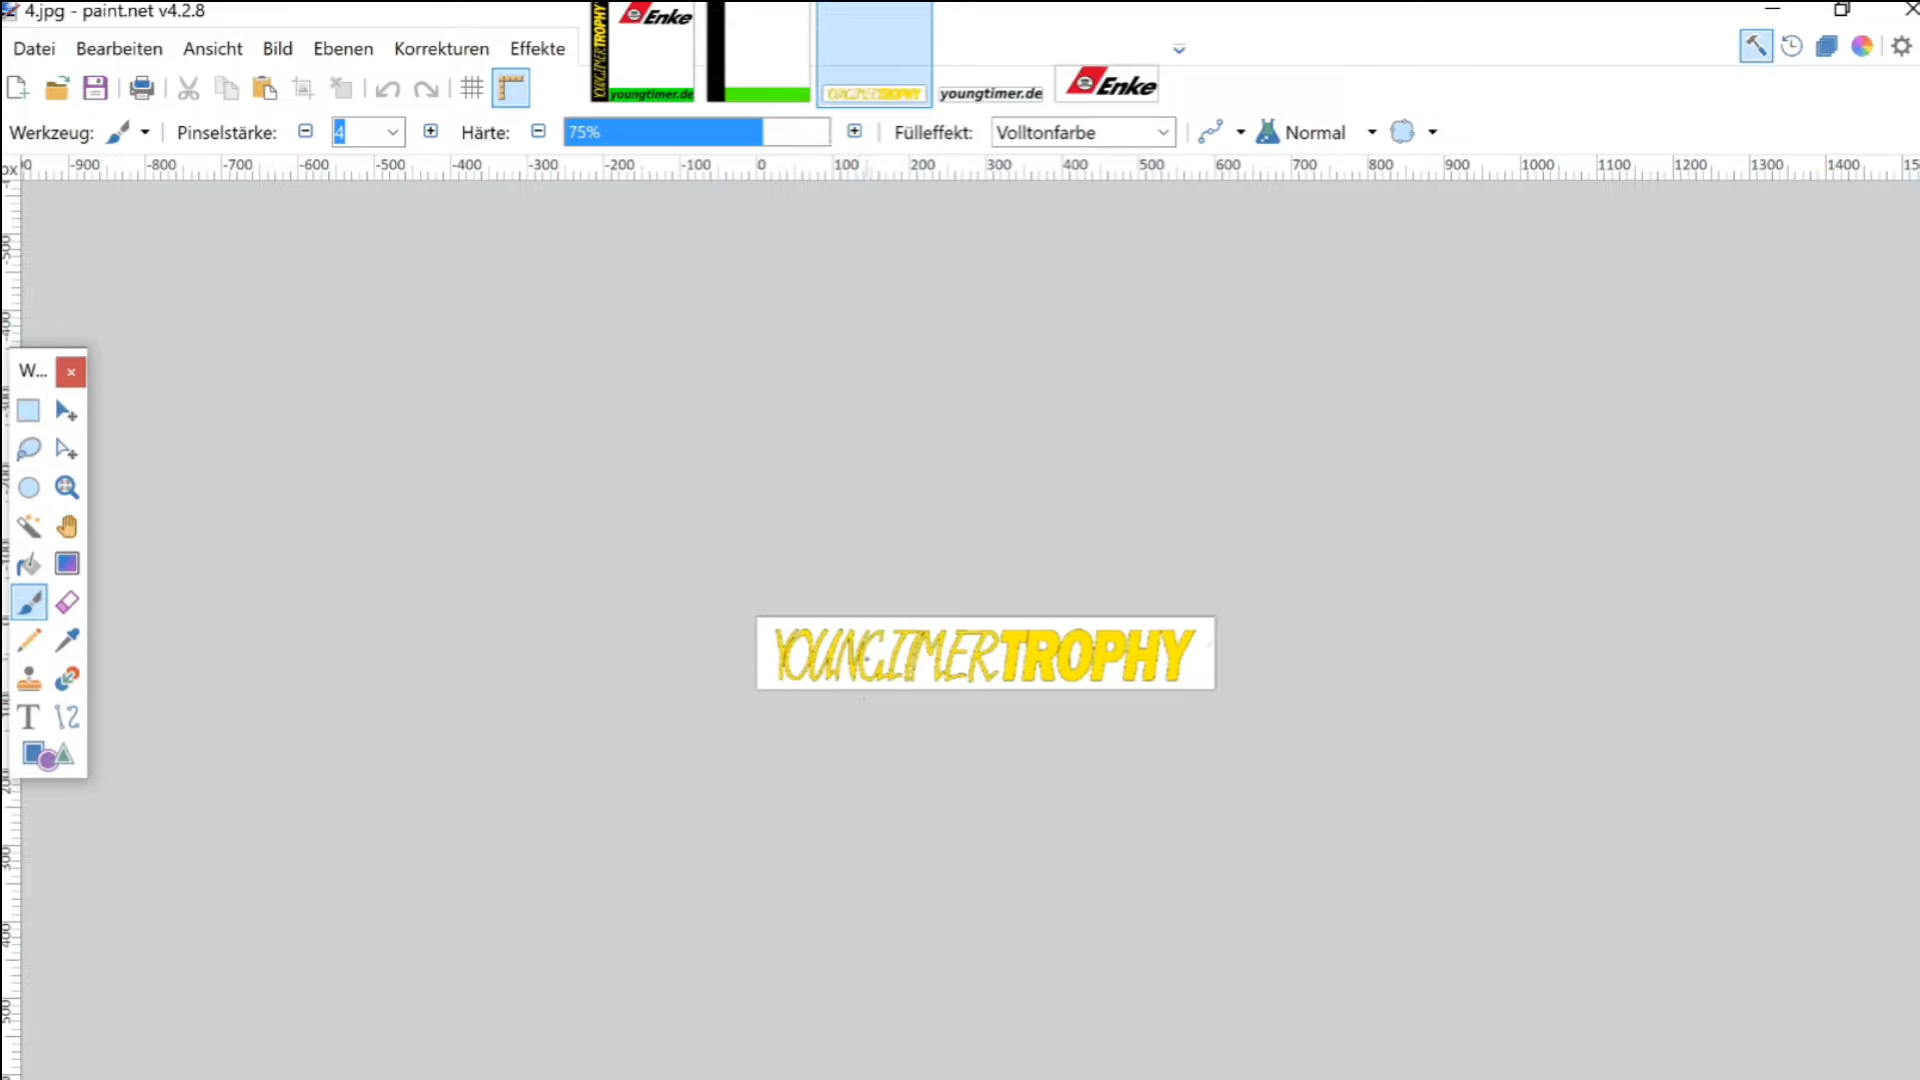 4.jpg - paint.net v4.2.8
Datei Bearbeiten Ansicht Bild Ebenen Korrekturen Effekte
YOUNGTIMERTROPHY
Enke
youngtimer.de
YOUNGTIMERTROPHY
youngtimer.de
Enke
Werkzeug: Pinselstärke: 4 Härte: 75% Fülleffekt: Volltonfarbe Normal
-900 -800 -700 -600 -500 -400 -300 -200 -100 0 100 200 300 400 500 600 700 800 900 1000 1100 1200 1300 1400
W...
YOUNGTIMERTROPHY